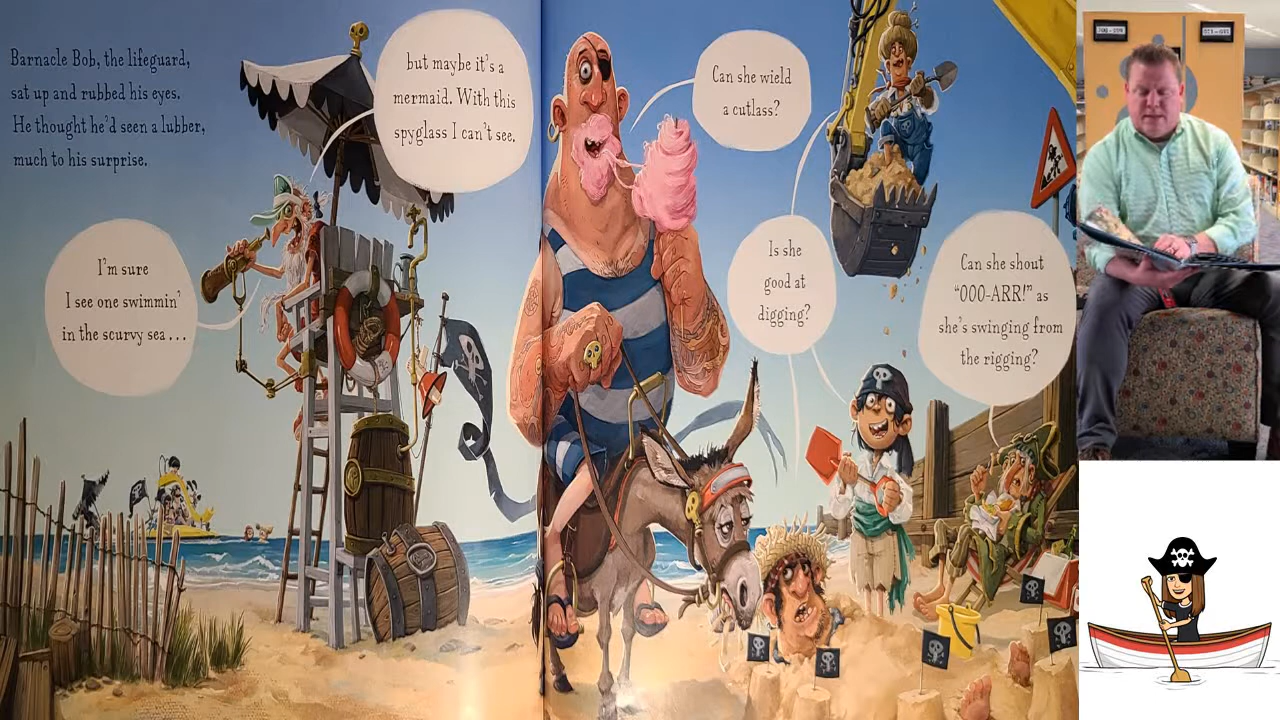 Barnacle Bob, the lifeguard,
sat up and rubbed his eyes.
He thought he'd seen a lubber,
much to his surprise.
I'm sure
I see one swimmin'
in the scurvy sea...
but maybe it's a
mermaid. With this
spyglass I can't see.
Can she wield
a cutlass?
Is she
good at
digging?
Can she shout
"OOO-ARR!" as
she's swinging from
the rigging?